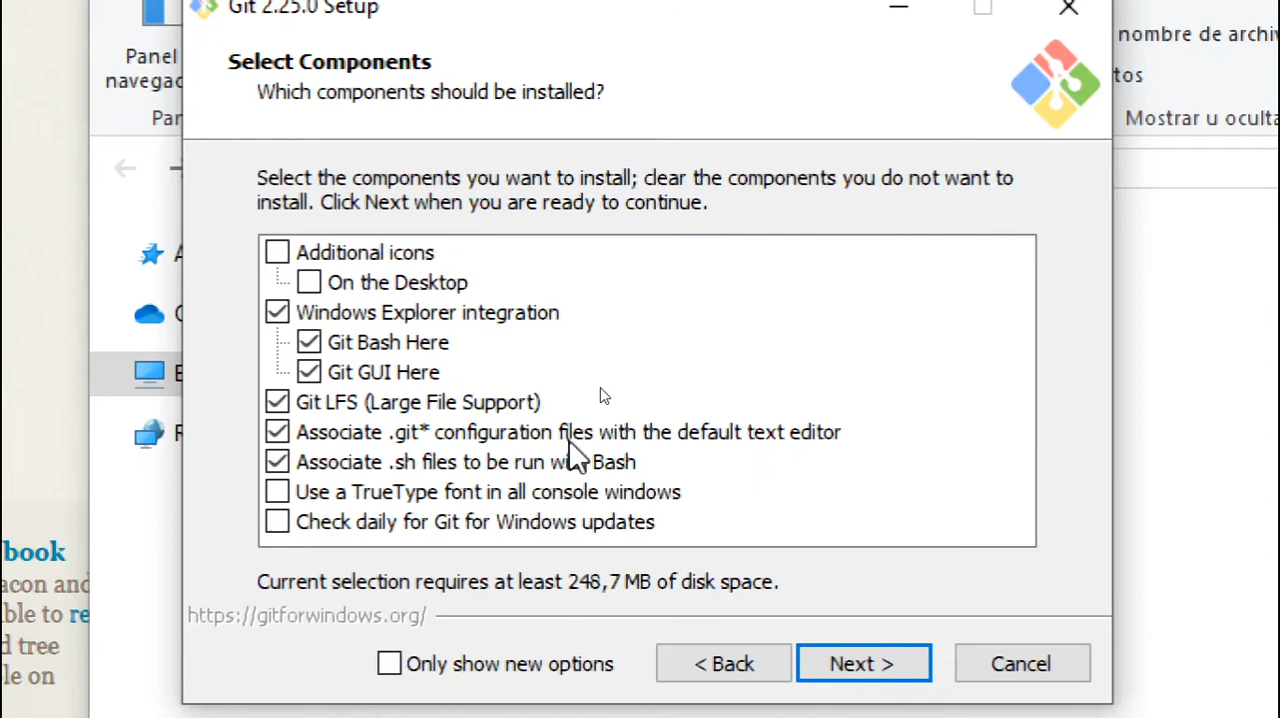 Git 2.25.0 Setup
Panel
navegac
Pan
nombre de archi
tos
Mostrar u oculta
Select Components
Which components should be installed?
Select the components you want to install; clear the components you do not want to
install. Click Next when you are ready to continue.
Additional icons
On the Desktop
Windows Explorer integration
Git Bash Here
Git GUI Here
Git LFS (Large File Support)
Associate .git* configuration files with the default text editor
Associate .sh files to be run with Bash
Use a TrueType font in all console windows
Check daily for Git for Windows updates
Current selection requires at least 248,7 MB of disk space.
https://gitforwindows.org/
Only show new options
< Back
Next >
Cancel
book
acon and
ble to re
d tree
le on